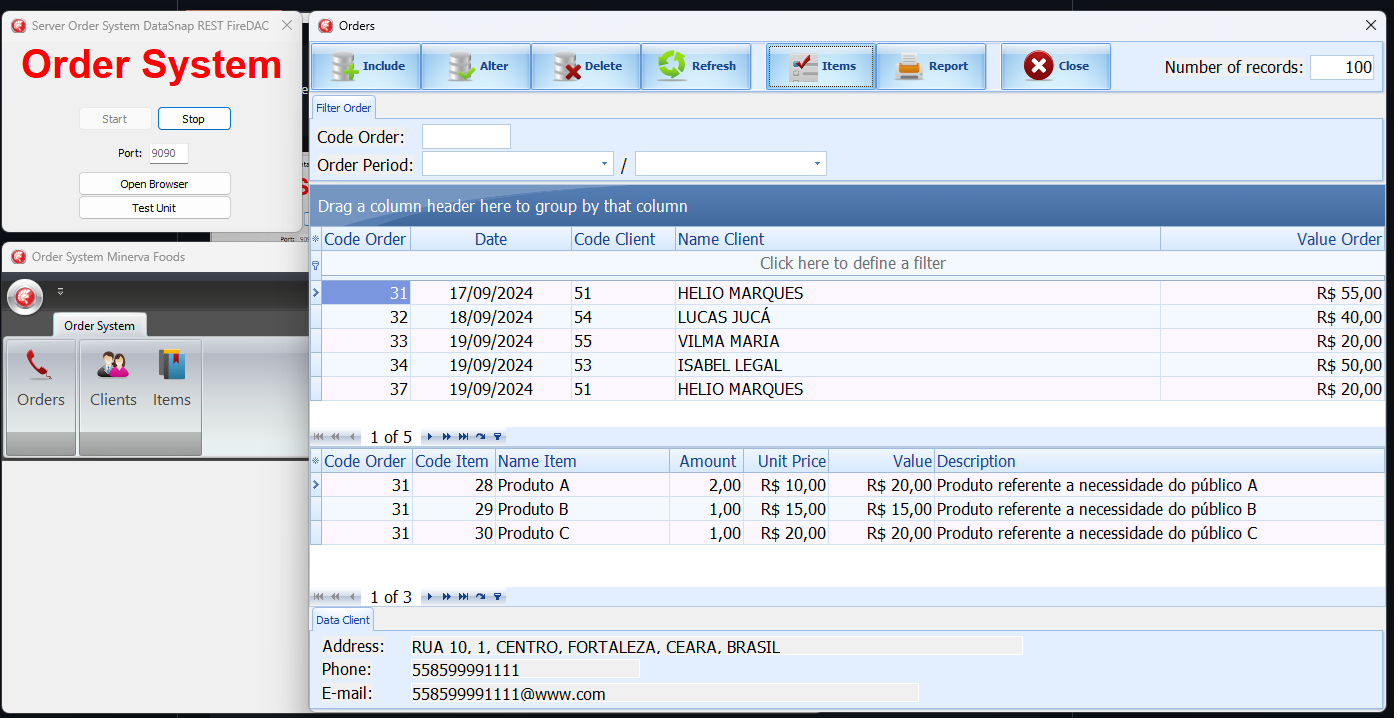 Server Order System DataSnap REST FireDAC
Order System
Start Stop
Port: 9090
Open Browser
Test Unit
Order System Minerva Foods
Order System
Orders Clients Items
Orders
Include Alter Delete Refresh Items Report Close Number of records: 100
Filter Order
Code Order:
Order Period: /
Drag a column header here to group by that column
Code Order Date Code Client Name Client Value Order
Click here to define a filter
31 17/09/2024 51 HELIO MARQUES R$ 55,00
32 18/09/2024 54 LUCAS JUCÁ R$ 40,00
33 19/09/2024 55 VILMA MARIA R$ 20,00
34 19/09/2024 53 ISABEL LEGAL R$ 50,00
37 19/09/2024 51 HELIO MARQUES R$ 20,00
1 of 5
Code Order Code Item Name Item Amount Unit Price Value Description
31 28 Produto A 2,00 R$ 10,00 R$ 20,00 Produto referente a necessidade do público A
31 29 Produto B 1,00 R$ 15,00 R$ 15,00 Produto referente a necessidade do público B
31 30 Produto C 1,00 R$ 20,00 R$ 20,00 Produto referente a necessidade do público C
1 of 3
Data Client
Address: RUA 10, 1, CENTRO, FORTALEZA, CEARA, BRASIL
Phone: 558599991111
E-mail: 558599991111@www.com